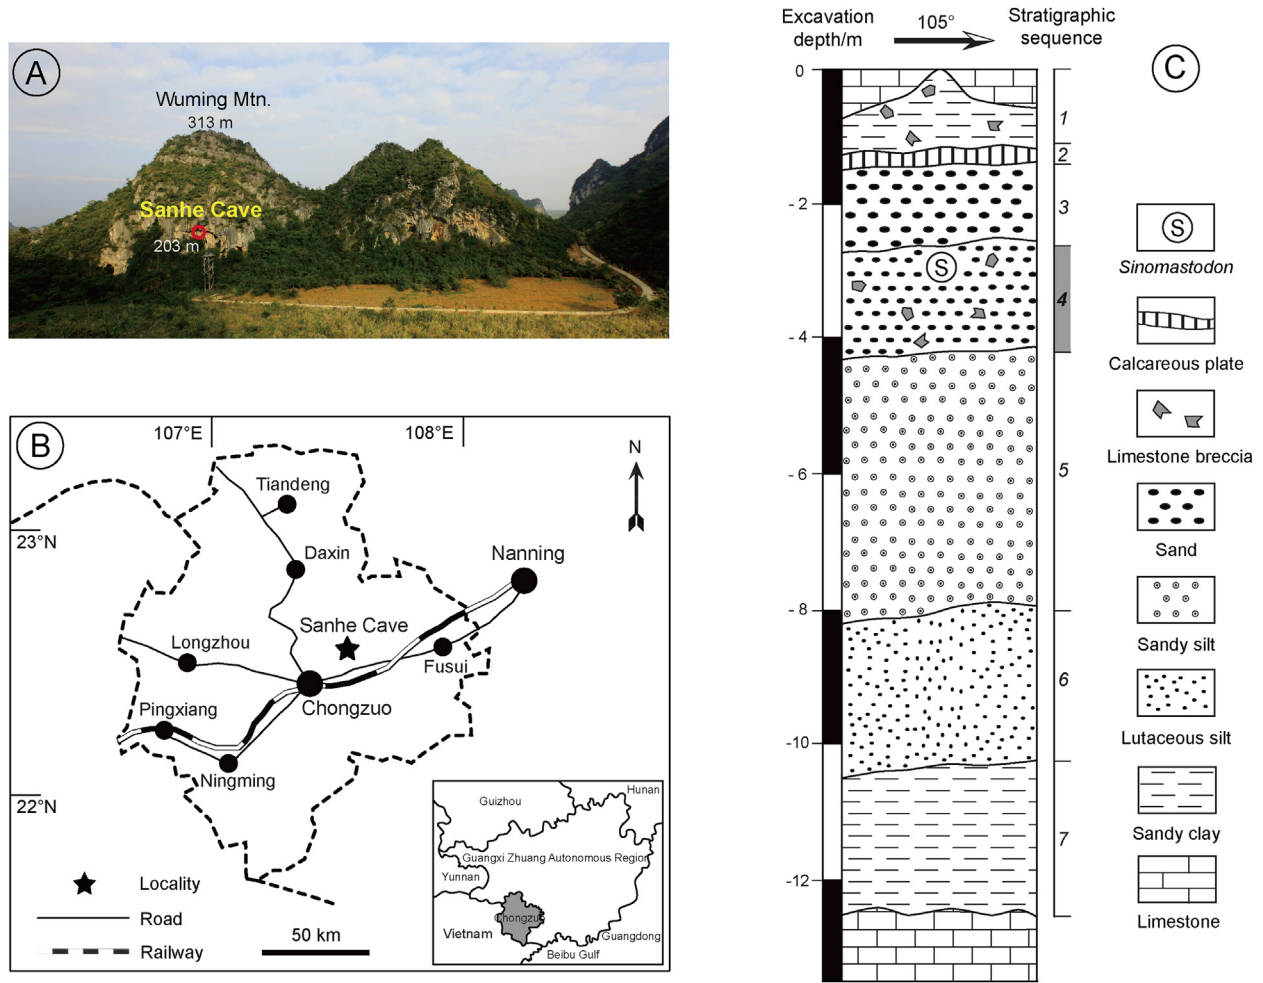 A
Wuming Mtn.
313 m
Sanhe Cave
203 m
B
107°E
108°E
N
23°N
22°N
Tiandeng
Daxin
Nanning
Sanhe Cave
Longzhou
Fusui
Chongzuo
Pingxiang
Ningming
Locality
Road
Railway
50 km
Guizhou
Hunan
Guangxi Zhuang Autonomous Region
Yunnan
Chongzuo
Vietnam
Guangdong
Beibu Gulf
Excavation
depth/m
105°
Stratigraphic
sequence
C
0
- 2
- 4
- 6
- 8
-10
-12
S
1
2
3
4
5
6
7
S
Sinomastodon
Calcareous plate
Limestone breccia
Sand
Sandy silt
Lutaceous silt
Sandy clay
Limestone